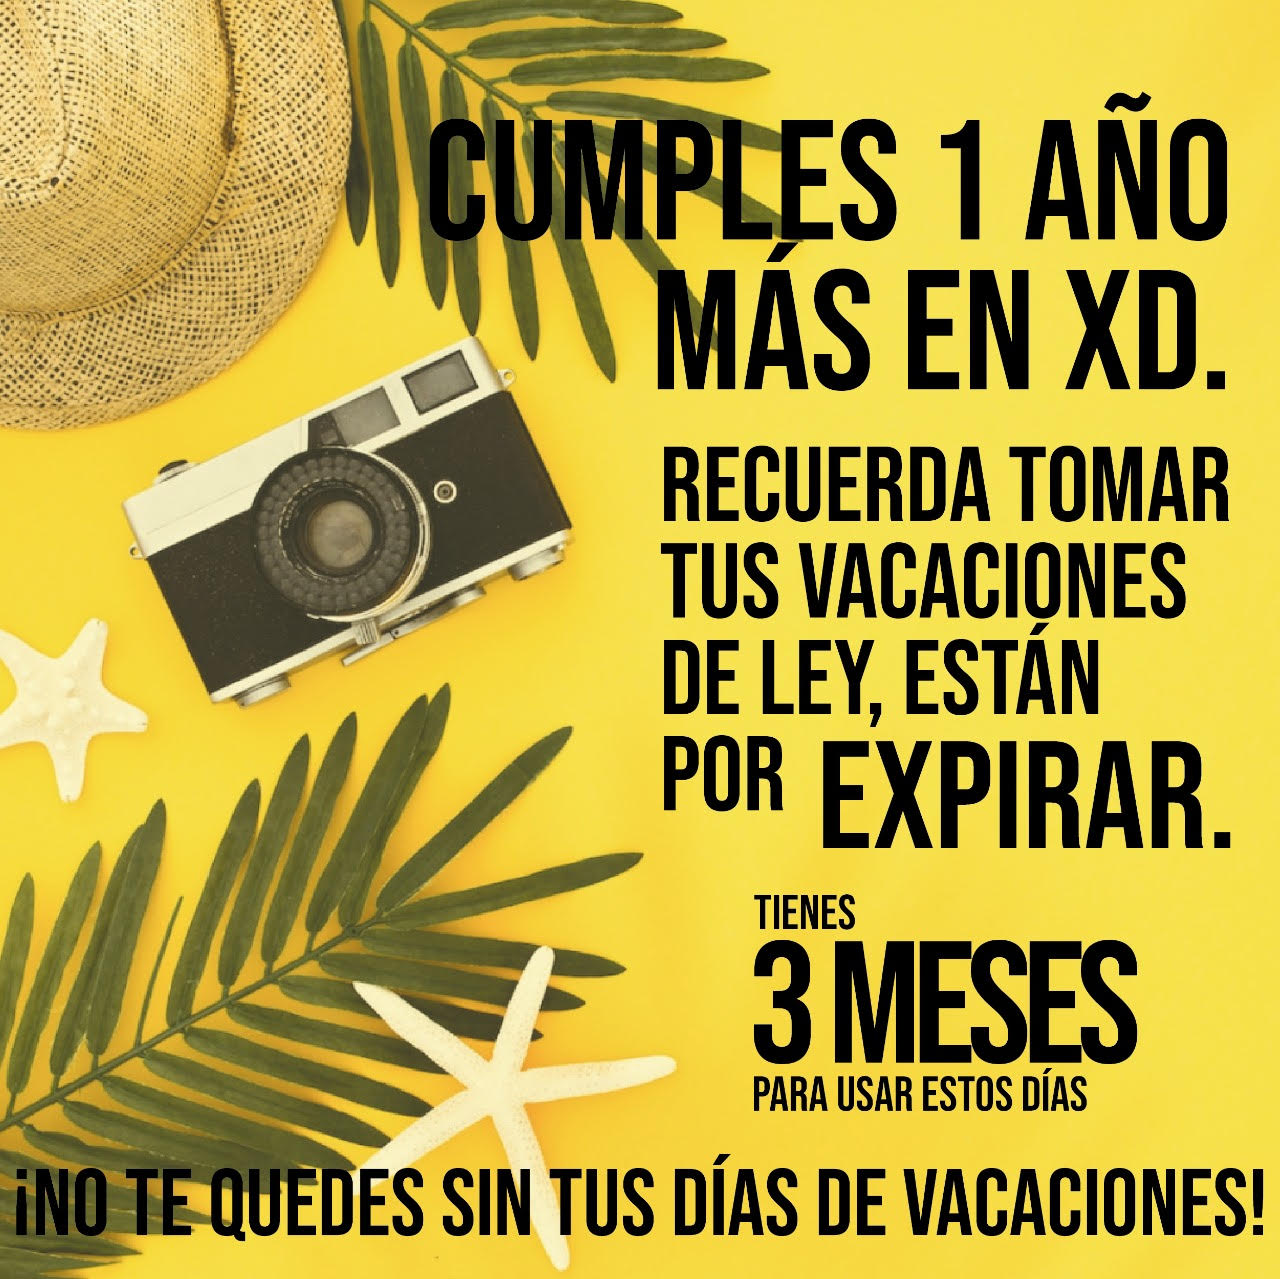 CUMPLES 1 AÑO
MÁS EN XD.
RECUERDA TOMAR
TUS VACACIONES
DE LEY, ESTÁN
POR EXPIRAR.
TIENES
3 MESES
PARA USAR ESTOS DÍAS
¡NO TE QUEDES SIN TUS DÍAS DE VACACIONES!